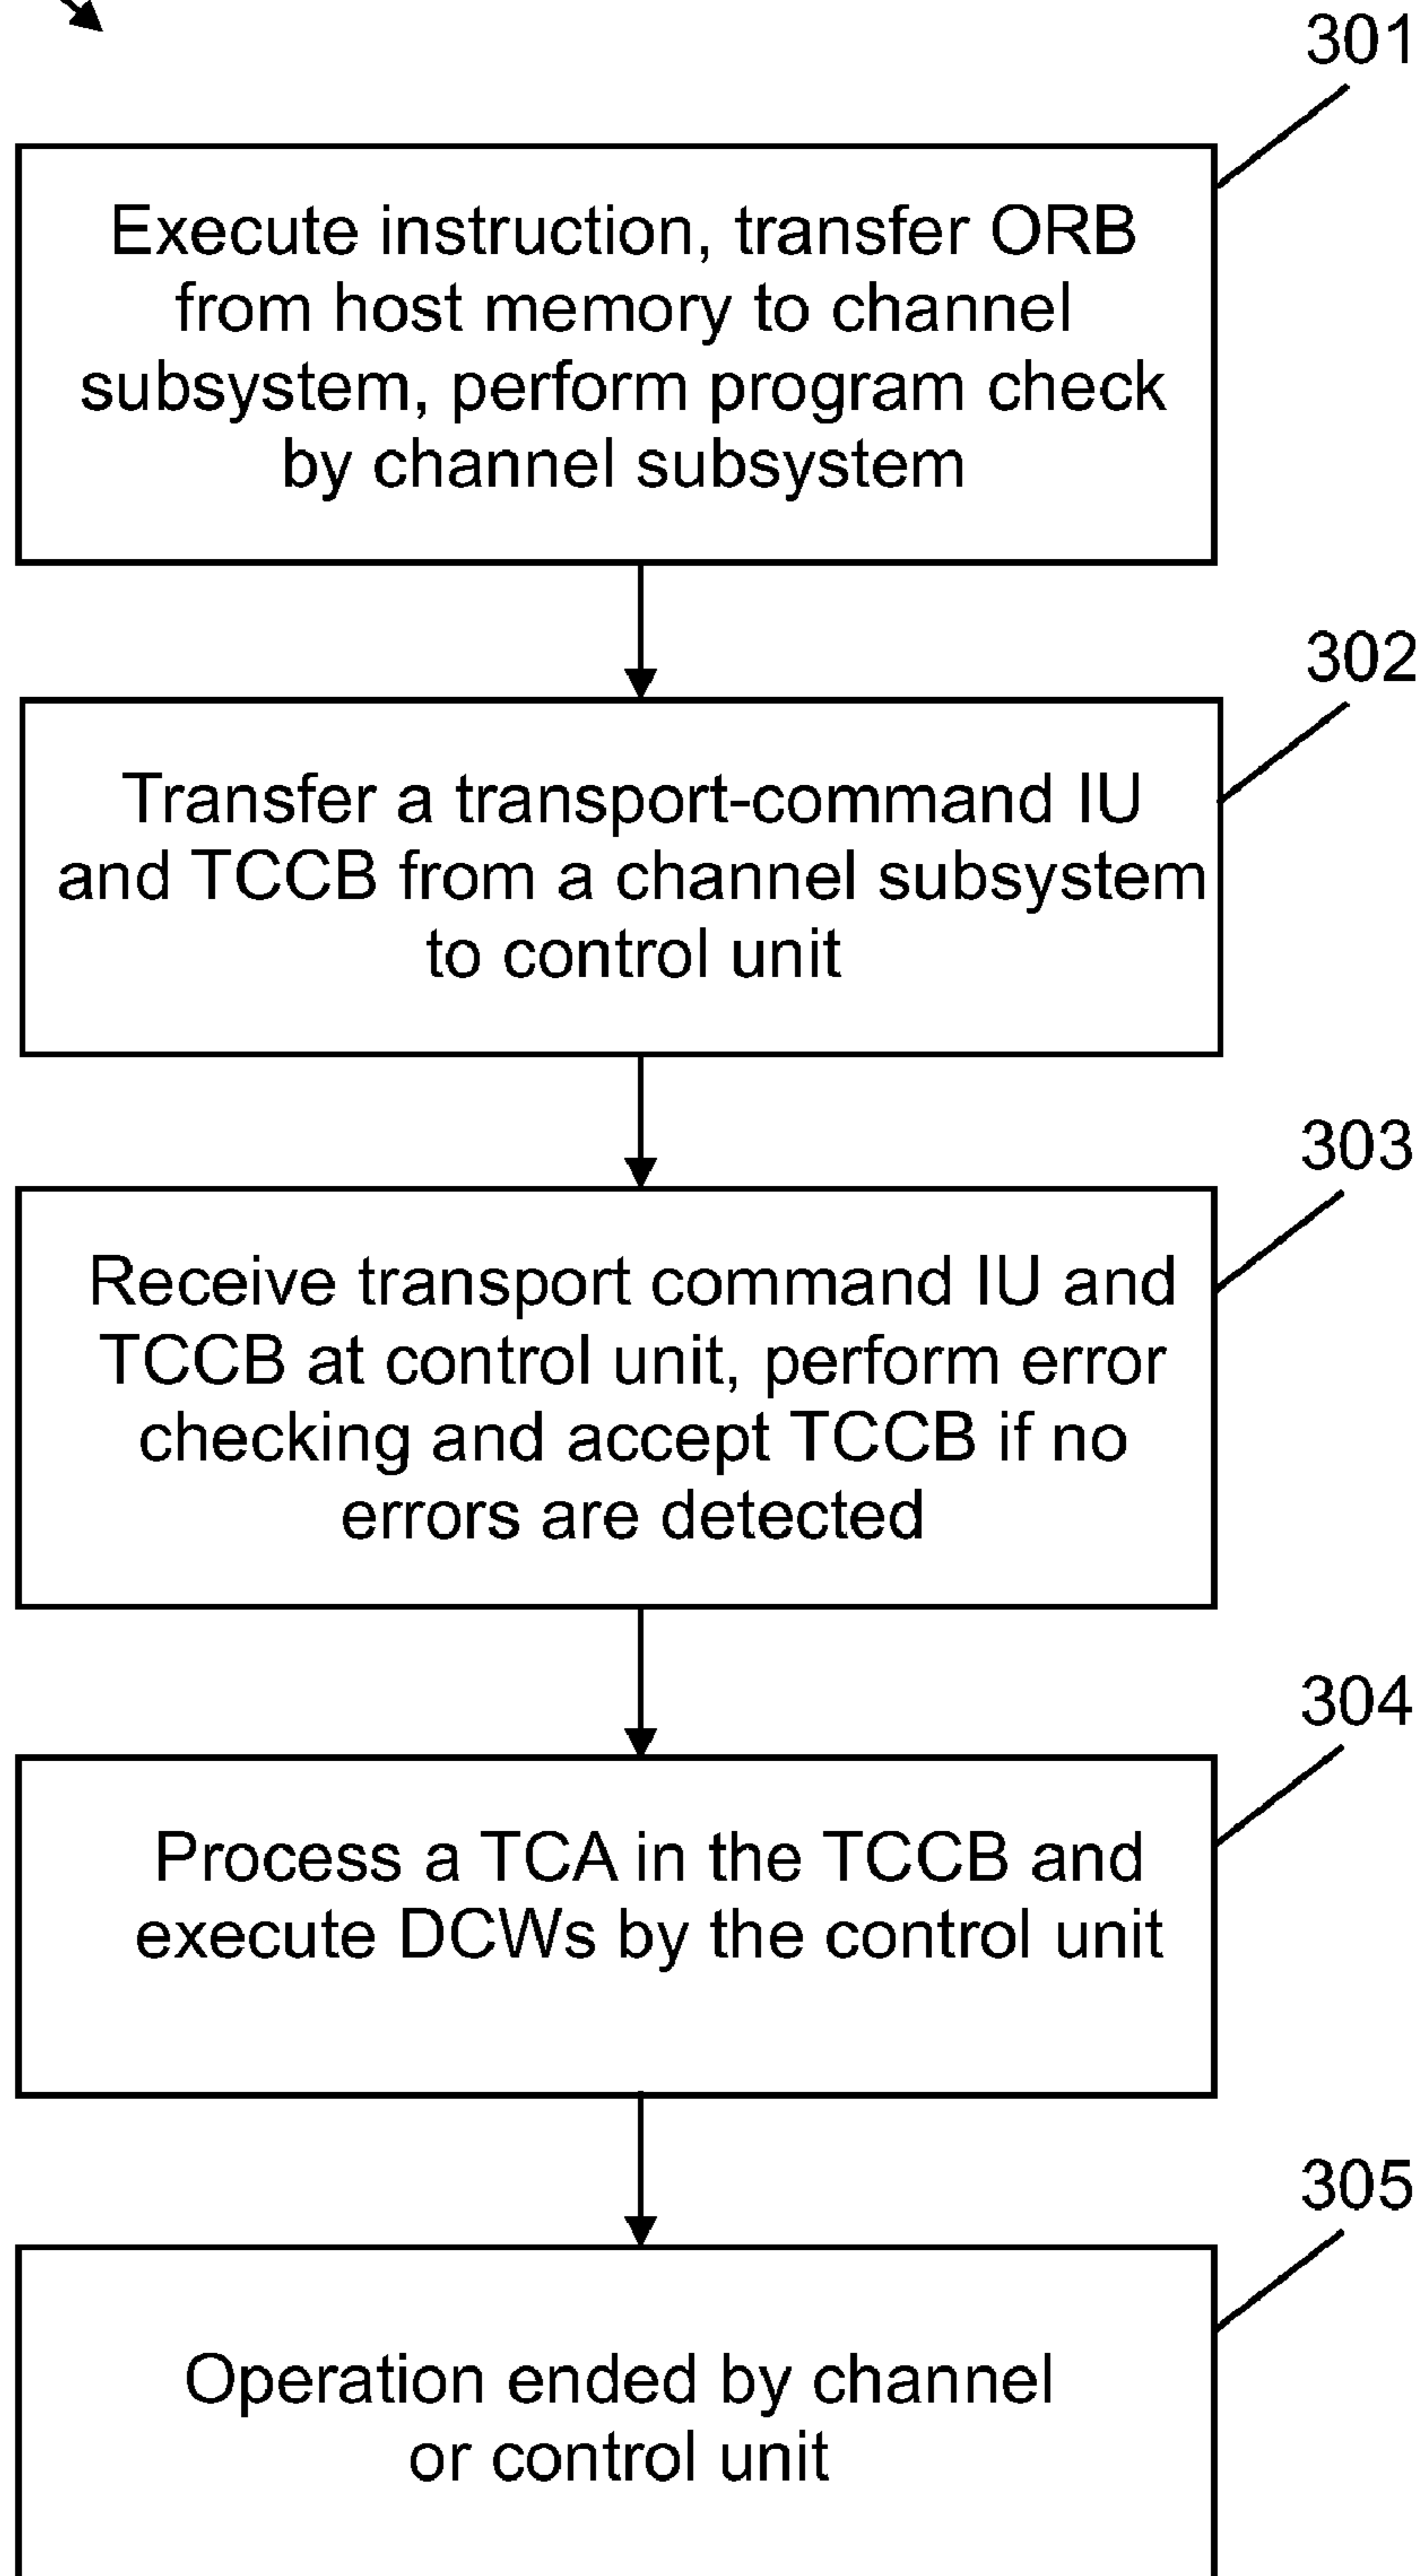 301
Execute instruction, transfer ORB
from host memory to channel
subsystem, perform program check
by channel subsystem
302
Transfer a transport-command IU
and TCCB from a channel subsystem
to control unit
303
Receive transport command IU and
TCCB at control unit, perform error
checking and accept TCCB if no
errors are detected
304
Process a TCA in the TCCB and
execute DCWs by the control unit
305
Operation ended by channel
or control unit